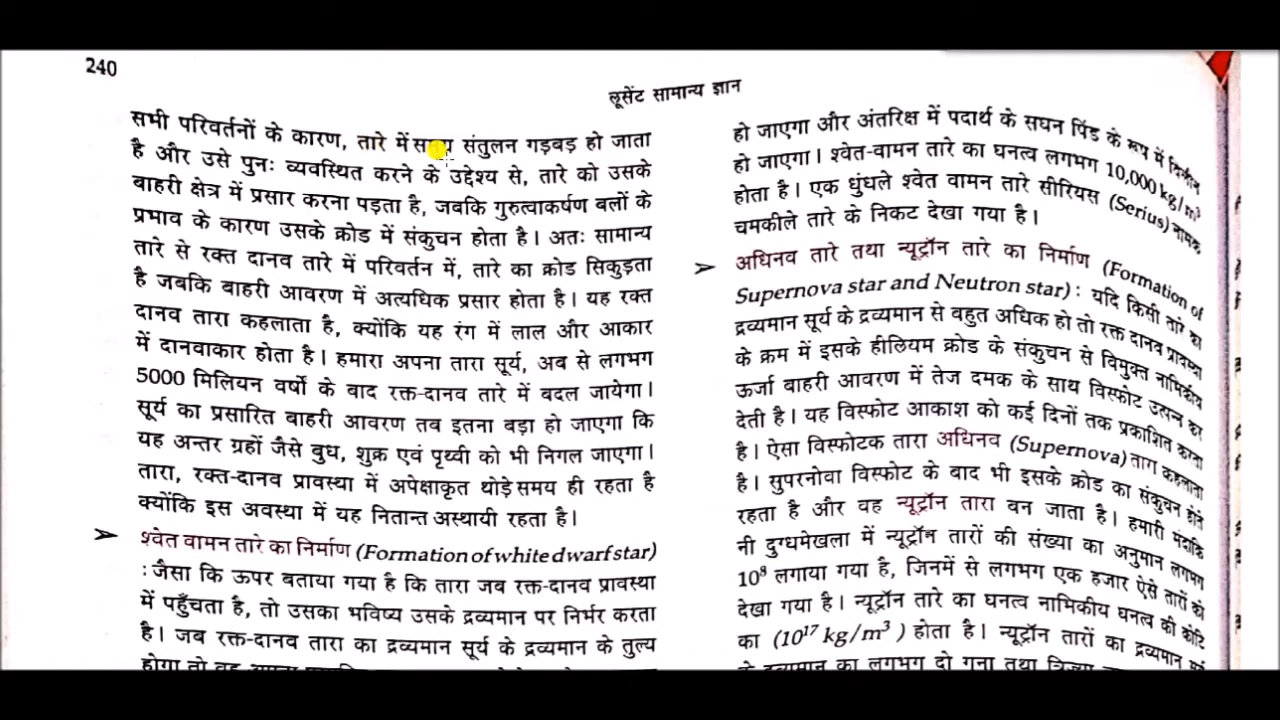 240
लूसेंट सामान्य ज्ञान
सभी परिवर्तनों के कारण, तारे में संतुलन गड़बड़ हो जाता
है और उसे पुनः व्यवस्थित करने के उद्देश्य से, तारे को उसके
बाहरी क्षेत्र में प्रसार करना पड़ता है, जबकि गुरुत्वाकर्षण बलों के
प्रभाव के कारण उसके क्रोड में संकुचन होता है। अतः सामान्य
तारे से रक्त दानव तारे में परिवर्तन में, तारे का क्रोड सिकुड़ता
है जबकि बाहरी आवरण में अत्यधिक प्रसार होता है। यह रक्त
दानव तारा कहलाता है, क्योंकि यह रंग में लाल और आकार
में दानवाकार होता है। हमारा अपना तारा सूर्य, अब से लगभग
5000 मिलियन वर्षो के बाद रक्त-दानव तारे में बदल जायेगा।
सूर्य का प्रसारित बाहरी आवरण तब इतना बड़ा हो जाएगा कि
यह अन्तर ग्रहों जैसे बुध, शुक्र एवं पृथ्वी को भी निगल जाएगा।
तारा, रक्त-दानव प्रावस्था में अपेक्षाकृत थोड़े समय ही रहता है
क्योंकि इस अवस्था में यह नितान्त अस्थायी रहता है।
➢ श्वेत वामन तारे का निर्माण (Formation of white dwarf star)
: जैसा कि ऊपर बताया गया है कि तारा जब रक्त-दानव प्रावस्था
में पहुँचता है, तो उसका भविष्य उसके द्रव्यमान पर निर्भर करता
है। जब रक्त-दानव तारा का द्रव्यमान सूर्य के द्रव्यमान के तुल्य
होगा तो वह
हो जाएगा और अंतरिक्ष में पदार्थ के सघन पिंड के रूप में विलीन
हो जाएगा। श्वेत-वामन तारे का घनत्व लगभग 10,000 kg/m³
होता है। एक धुंधले श्वेत वामन तारे सीरियस (Serius) नामक
चमकीले तारे के निकट देखा गया है।
➢ अधिनव तारे तथा न्यूट्रॉन तारे का निर्माण (Formation of
Supernova star and Neutron star) : यदि किसी तारे का
द्रव्यमान सूर्य के द्रव्यमान से बहुत अधिक हो तो रक्त दानव प्रावस्था
के क्रम में इसके हीलियम क्रोड के संकुचन से विमुक्त नाभिकीय
ऊर्जा बाहरी आवरण में तेज दमक के साथ विस्फोट उत्पन्न कर
देती है। यह विस्फोट आकाश को कई दिनों तक प्रकाशित करता
है। ऐसा विस्फोटक तारा अधिनव (Supernova) तारा कहलाता
है। सुपरनोवा विस्फोट के बाद भी इसके क्रोड का संकुचन होते
रहता है और वह न्यूट्रॉन तारा बन जाता है। हमारी मंदाकि
नी दुग्धमेखला में न्यूट्रॉन तारों की संख्या का अनुमान लगभग
10⁸ लगाया गया है, जिनमें से लगभग एक हजार ऐसे तारों को
देखा गया है। न्यूट्रॉन तारे का घनत्व नाभिकीय घनत्व की कोटि
का (10¹⁷ kg/m³) होता है। न्यूट्रॉन तारों का द्रव्यमान सूर्य
के द्रव्यमान का लगभग दो गुना तथा त्रिज्या